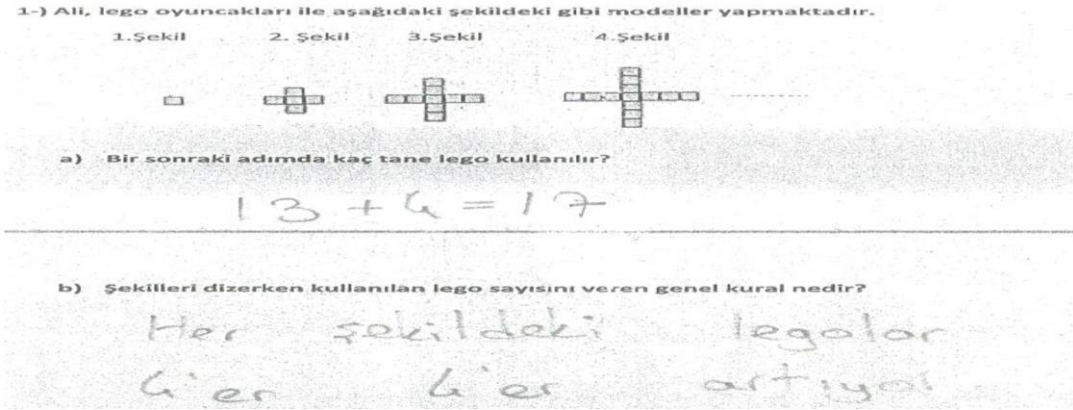 1-) Ali, lego oyuncakları ile aşağıdaki şekildeki gibi modeller yapmaktadır.
1.Şekil 2. Şekil 3.Şekil 4.Şekil
a) Bir sonraki adımda kaç tane lego kullanılır?
13 + 4 = 17
b) Şekilleri dizerken kullanılan lego sayısını veren genel kural nedir?
Her şekildeki legolar
4'er 4'er artıyor